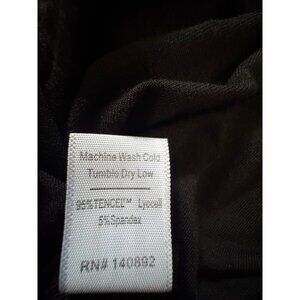 Machine Wash Cold
Tumble Dry Low
95%TENCEL™ Lyocell
5%Spandex
RN# 140892